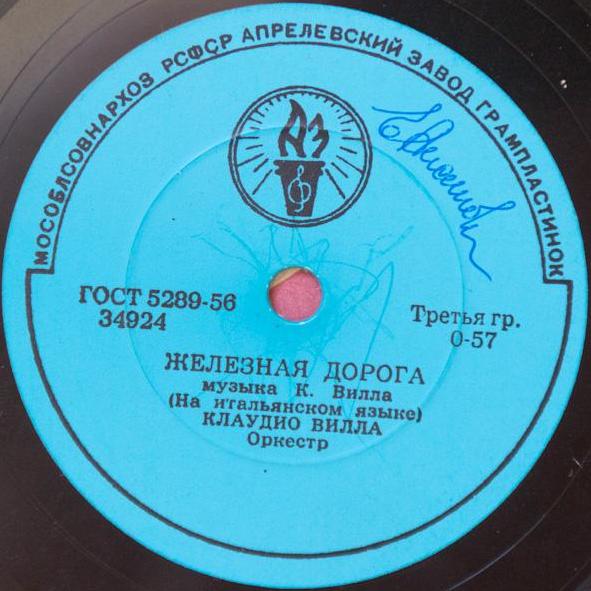 МОСОБЛСОВНАРХОЗ РСФСР АПРЕЛЕВСКИЙ ЗАВОД ГРАМПЛАСТИНОК
АЗ
ГОСТ 5289-56
34924
Третья гр.
0-57
ЖЕЛЕЗНАЯ ДОРОГА
музыка К. Вилла
(На итальянском языке)
КЛАУДИО ВИЛЛА
Оркестр